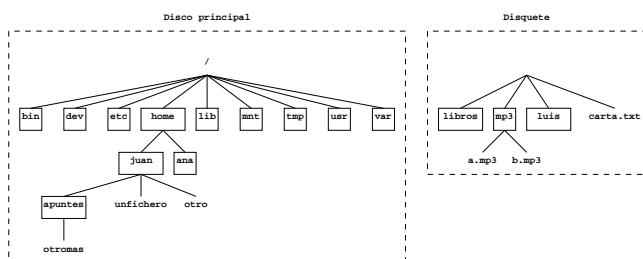 Disco principal
Disquete
/
bin dev etc home lib mnt tmp usr var
libros mp3 luis carta.txt
juan ana
a.mp3 b.mp3
apuntes unfichero otro
otromas